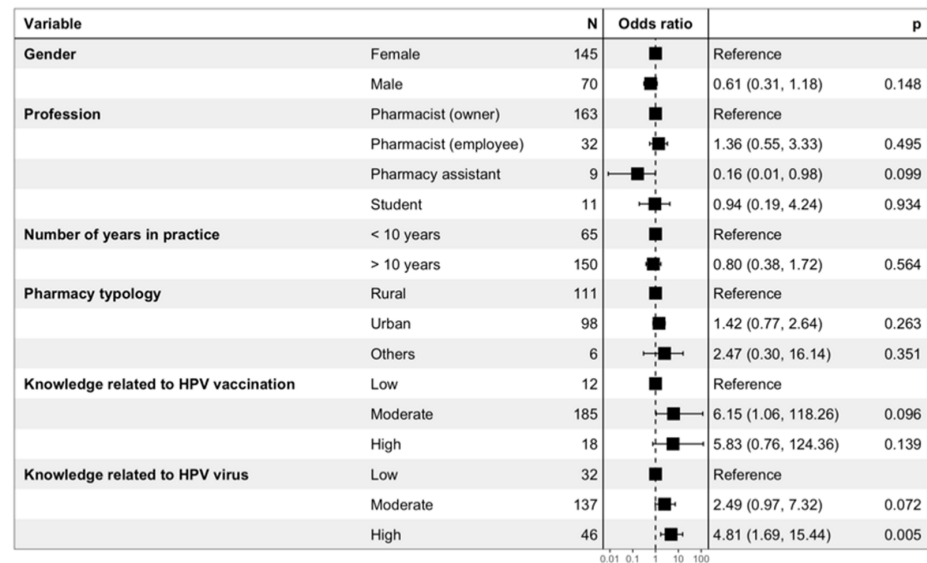 Variable N Odds ratio p
Gender Female 145 Reference
Male 70 0.61 (0.31, 1.18) 0.148
Profession Pharmacist (owner) 163 Reference
Pharmacist (employee) 32 1.36 (0.55, 3.33) 0.495
Pharmacy assistant 9 0.16 (0.01, 0.98) 0.099
Student 11 0.94 (0.19, 4.24) 0.934
Number of years in practice < 10 years 65 Reference
> 10 years 150 0.80 (0.38, 1.72) 0.564
Pharmacy typology Rural 111 Reference
Urban 98 1.42 (0.77, 2.64) 0.263
Others 6 2.47 (0.30, 16.14) 0.351
Knowledge related to HPV vaccination Low 12 Reference
Moderate 185 6.15 (1.06, 118.26) 0.096
High 18 5.83 (0.76, 124.36) 0.139
Knowledge related to HPV virus Low 32 Reference
Moderate 137 2.49 (0.97, 7.32) 0.072
High 46 4.81 (1.69, 15.44) 0.005
0.01 0.1 1 10 100